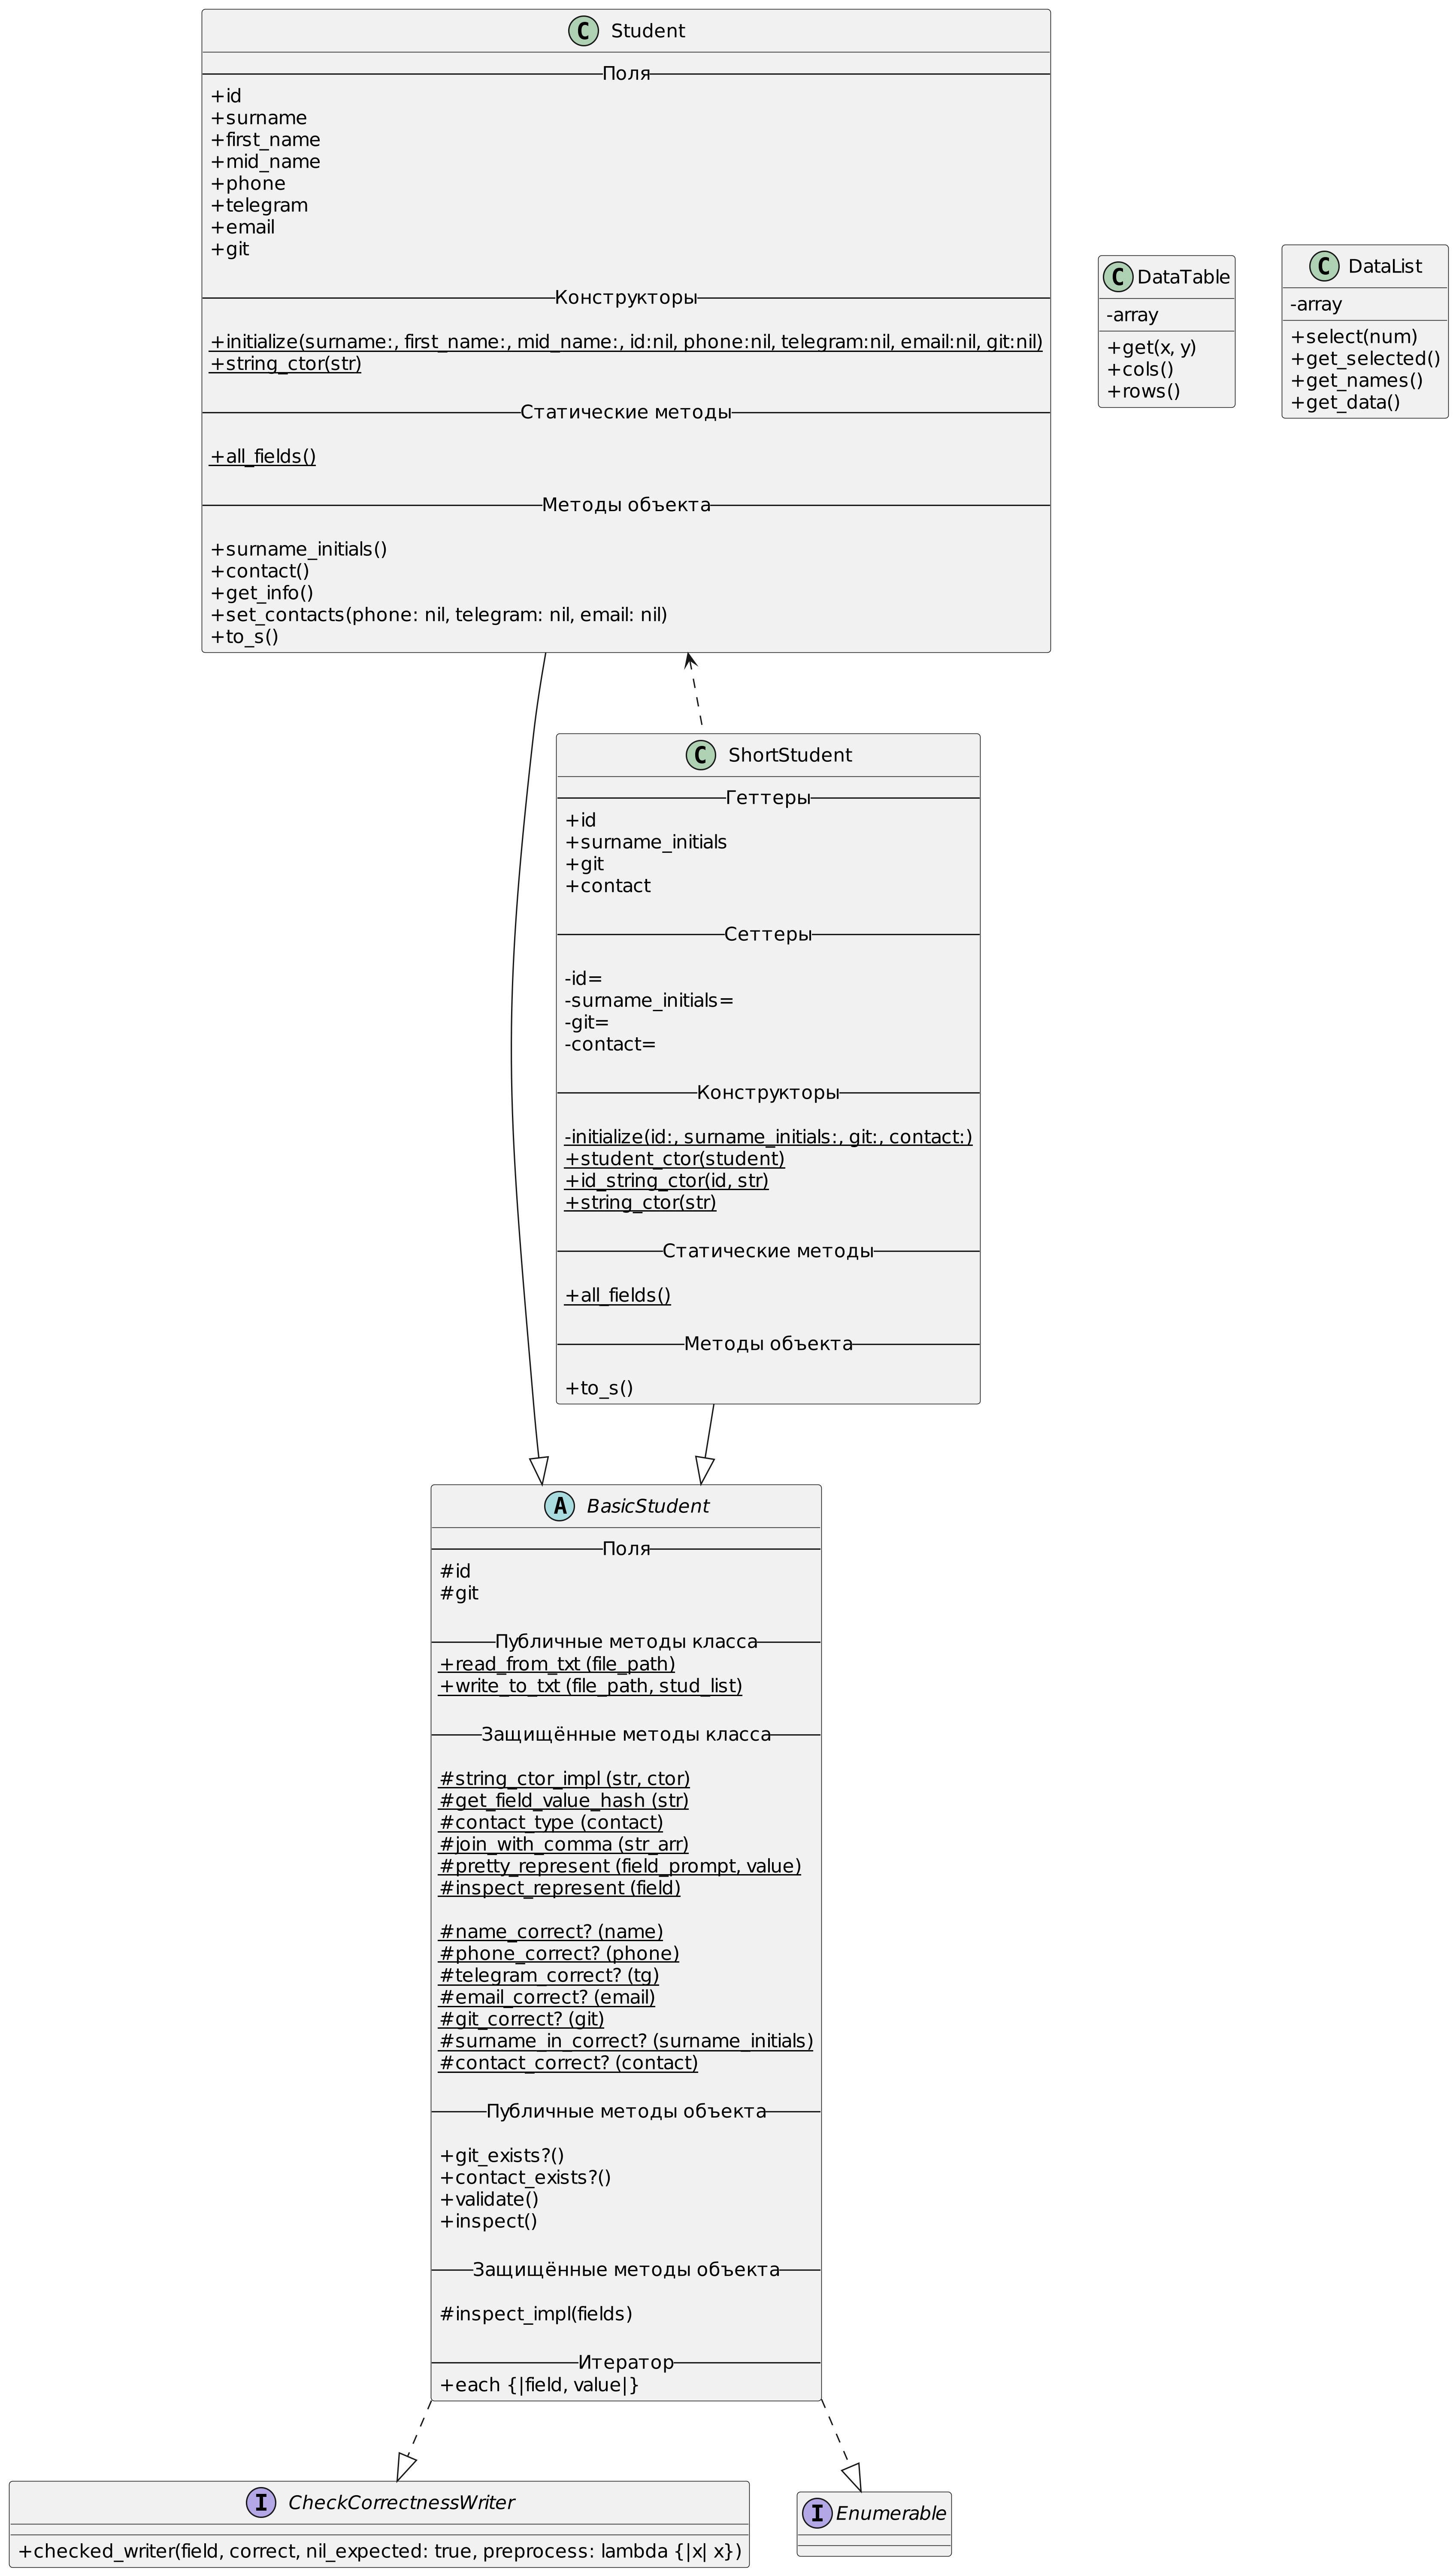 C Student
Поля
+id
+surname
+first_name
+mid_name
+phone
+telegram
+email
+git
Конструкторы
+initialize(surname:, first_name:, mid_name:, id:nil, phone:nil, telegram:nil, email:nil, git:nil)
+string_ctor(str)
Статические методы
+all_fields()
Методы объекта
+surname_initials()
+contact()
+get_info()
+set_contacts(phone: nil, telegram: nil, email: nil)
+to_s()
C DataTable
-array
+get(x, y)
+cols()
+rows()
C DataList
-array
+select(num)
+get_selected()
+get_names()
+get_data()
C ShortStudent
Геттеры
+id
+surname_initials
+git
+contact
Сеттеры
-id=
-surname_initials=
-git=
-contact=
Конструкторы
-initialize(id:, surname_initials:, git:, contact:)
+student_ctor(student)
+id_string_ctor(id, str)
+string_ctor(str)
Статические методы
+all_fields()
Методы объекта
+to_s()
A BasicStudent
Поля
#id
#git
Публичные методы класса
+read_from_txt (file_path)
+write_to_txt (file_path, stud_list)
Защищённые методы класса
#string_ctor_impl (str, ctor)
#get_field_value_hash (str)
#contact_type (contact)
#join_with_comma (str_arr)
#pretty_represent (field_prompt, value)
#inspect_represent (field)
#name_correct? (name)
#phone_correct? (phone)
#telegram_correct? (tg)
#email_correct? (email)
#git_correct? (git)
#surname_in_correct? (surname_initials)
#contact_correct? (contact)
Публичные методы объекта
+git_exists?()
+contact_exists?()
+validate()
+inspect()
Защищённые методы объекта
#inspect_impl(fields)
Итератор
+each {|field, value|}
I CheckCorrectnessWriter
+checked_writer(field, correct, nil_expected: true, preprocess: lambda {|x| x})
I Enumerable